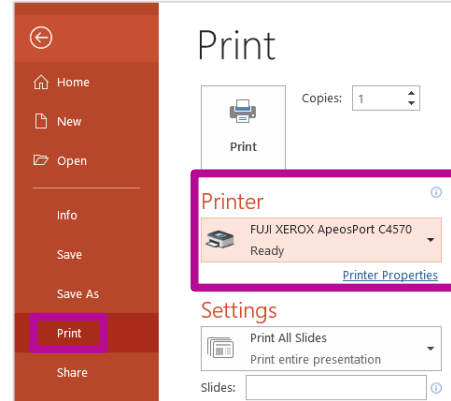 Home
New
Open
Info
Save
Save As
Print
Share
Print
Print
Copies: 1
Printer
FUJI XEROX ApeosPort C4570
Ready
Printer Properties
Settings
Print All Slides
Print entire presentation
Slides: